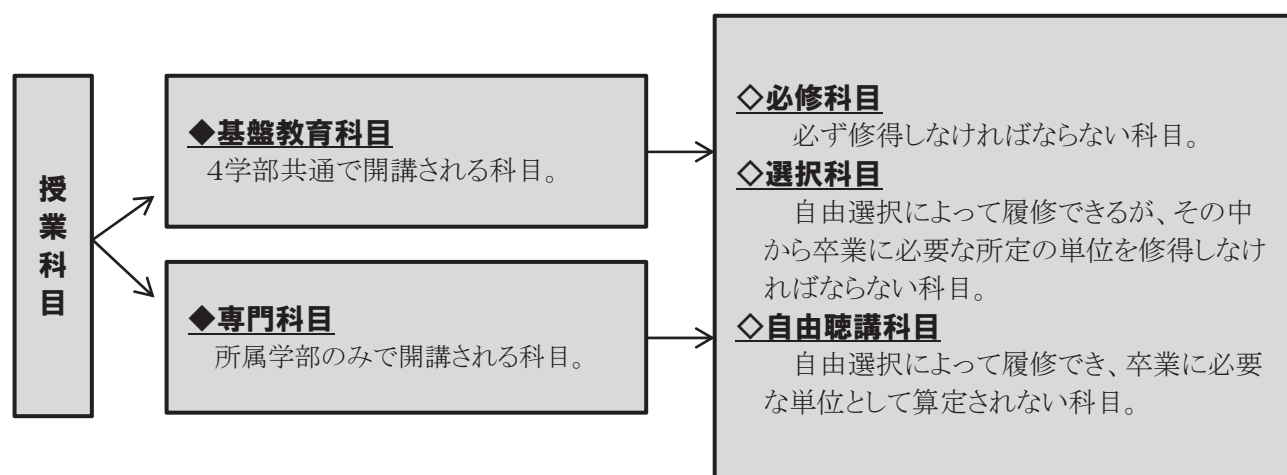 授業科目
◆基盤教育科目
4学部共通で開講される科目。
◆専門科目
所属学部のみで開講される科目。
◇必修科目
必ず修得しなければならない科目。
◇選択科目
自由選択によって履修できるが、その中
から卒業に必要な所定の単位を修得しなけ
ればならない科目。
◇自由聴講科目
自由選択によって履修でき、卒業に必要
な単位として算定されない科目。